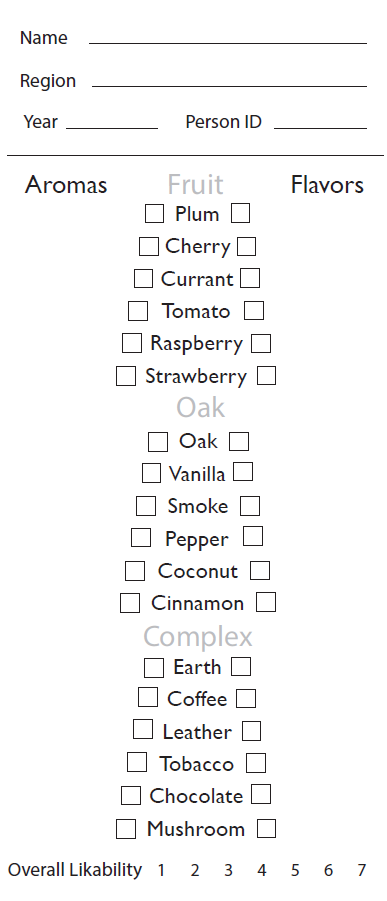 Name
Region
Year Person ID
Aromas Fruit Flavors
Plum
Cherry
Currant
Tomato
Raspberry
Strawberry
Oak
Oak
Vanilla
Smoke
Pepper
Coconut
Cinnamon
Complex
Earth
Coffee
Leather
Tobacco
Chocolate
Mushroom
Overall Likability 1 2 3 4 5 6 7